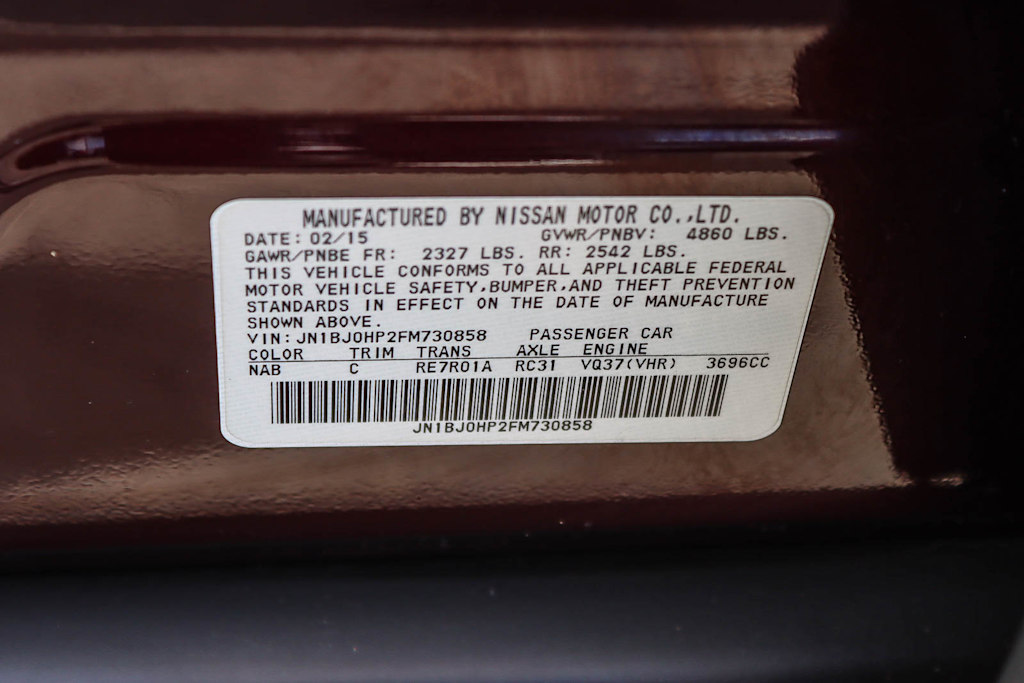 MANUFACTURED BY NISSAN MOTOR CO.,LTD.
DATE: 02/15 GVWR/PNBV: 4860 LBS.
GAWR/PNBE FR: 2327 LBS. RR: 2542 LBS.
THIS VEHICLE CONFORMS TO ALL APPLICABLE FEDERAL
MOTOR VEHICLE SAFETY,BUMPER,AND THEFT PREVENTION
STANDARDS IN EFFECT ON THE DATE OF MANUFACTURE
SHOWN ABOVE.
VIN: JN1BJ0HP2FM730858 PASSENGER CAR
COLOR TRIM TRANS AXLE ENGINE
NAB C RE7R01A RC31 VQ37(VHR) 3696CC
JN1BJ0HP2FM730858